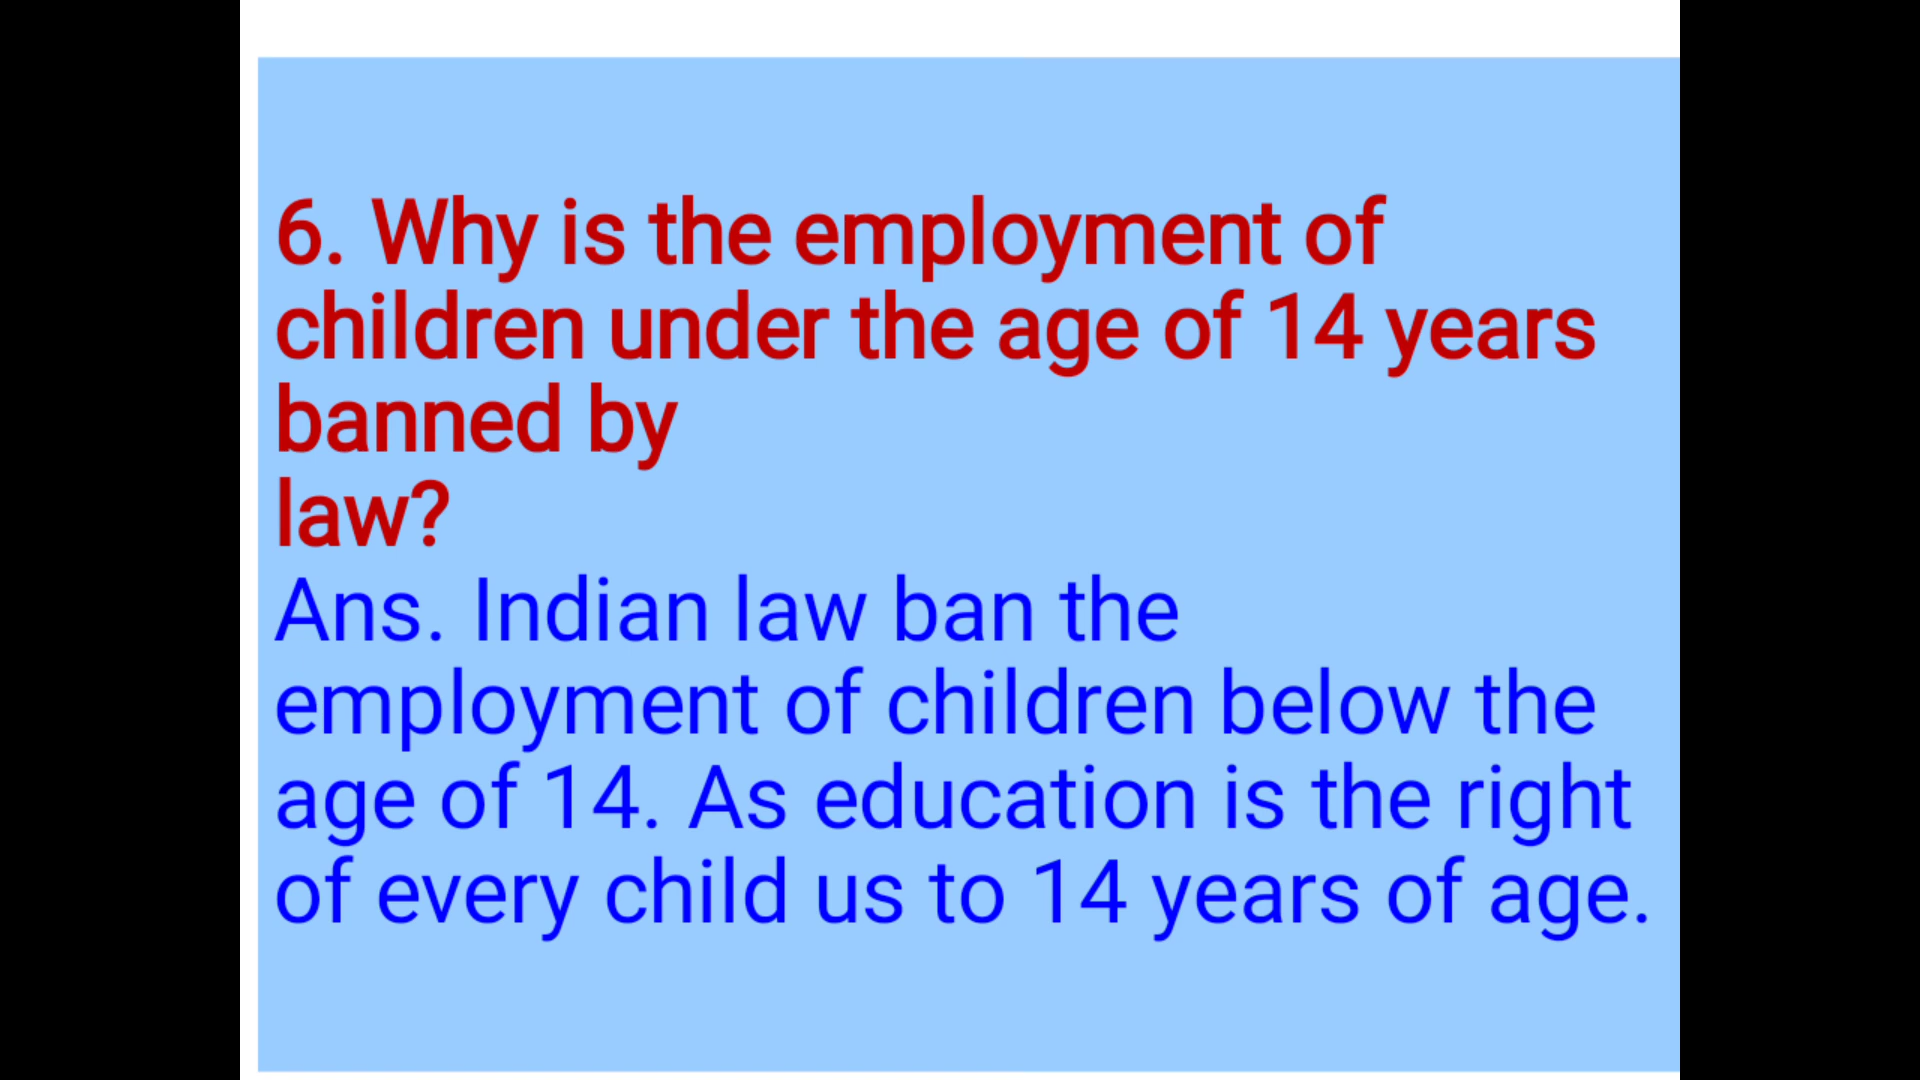 6. Why is the employment of
children under the age of 14 years
banned by
law?
Ans. Indian law ban the
employment of children below the
age of 14. As education is the right
of every child us to 14 years of age.